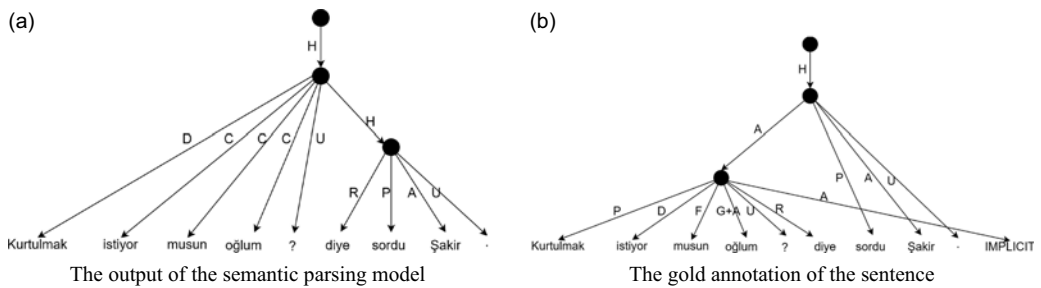 (a)
H
D C C C U H
R P A U
Kurtulmak istiyor musun oğlum ? diye sordu Şakir .
The output of the semantic parsing model
(b)
H
A
P A U
P D F G+A U R A
Kurtulmak istiyor musun oğlum ? diye sordu Şakir . IMPLICIT
The gold annotation of the sentence